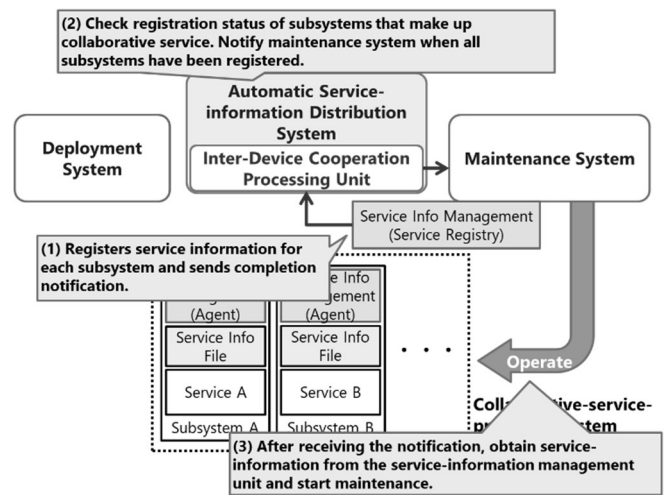 (2) Check registration status of subsystems that make up
collaborative service. Notify maintenance system when all
subsystems have been registered.
Automatic Service-
information Distribution
System
Deployment
System
Inter-Device Cooperation
Processing Unit
Maintenance System
Service Info Management
(Service Registry)
(1) Registers service information for
each subsystem and sends completion
notification.
Info
(Agent)
(Agent)
Service Info
File
Service Info
File
Operate
Service A
Service B
Subsystem A
Subsystem B
(3) After receiving the notification, obtain service-
information from the service-information management
unit and start maintenance.